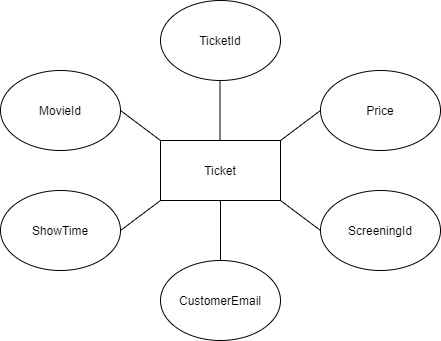 TicketId
MovieId
Price
Ticket
ShowTime
ScreeningId
CustomerEmail